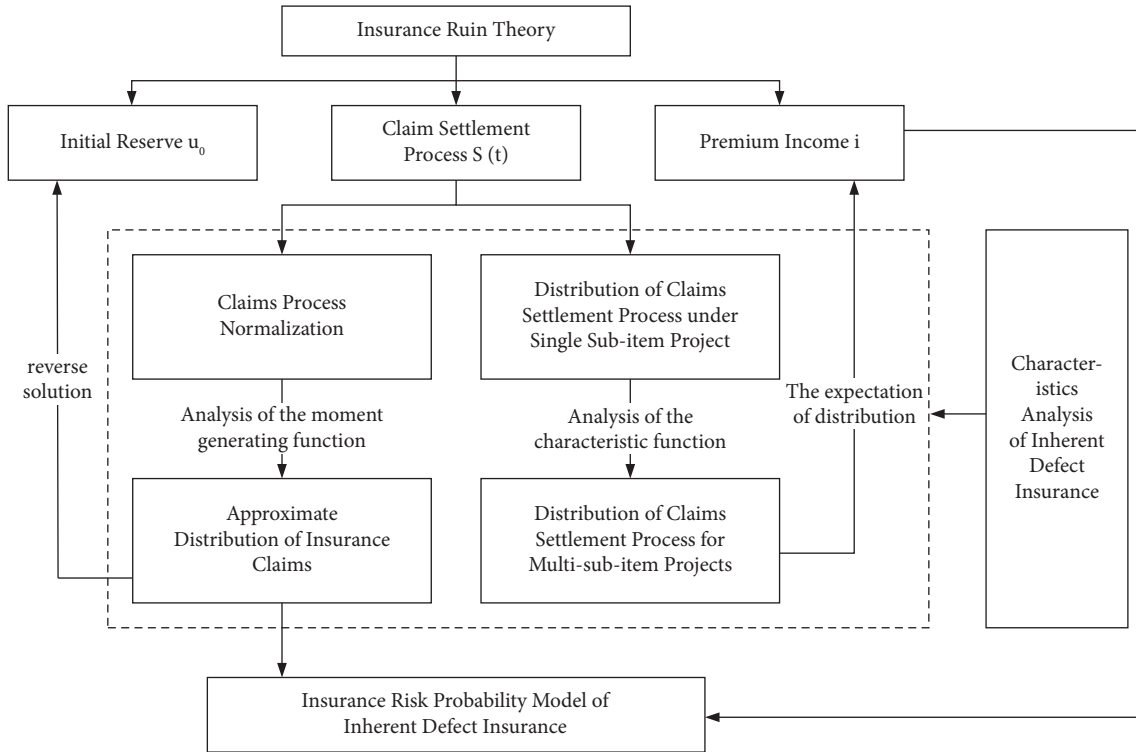 Insurance Ruin Theory
Initial Reserve u₀
Claim Settlement
Process S (t)
Premium Income i
Claims Process
Normalization
Distribution of Claims
Settlement Process under
Single Sub-item Project
reverse
solution
Analysis of the moment
generating function
Analysis of the
characteristic function
The expectation
of distribution
Character-
istics
Analysis
of Inherent
Defect
Insurance
Approximate
Distribution of Insurance
Claims
Distribution of Claims
Settlement Process for
Multi-sub-item Projects
Insurance Risk Probability Model of
Inherent Defect Insurance